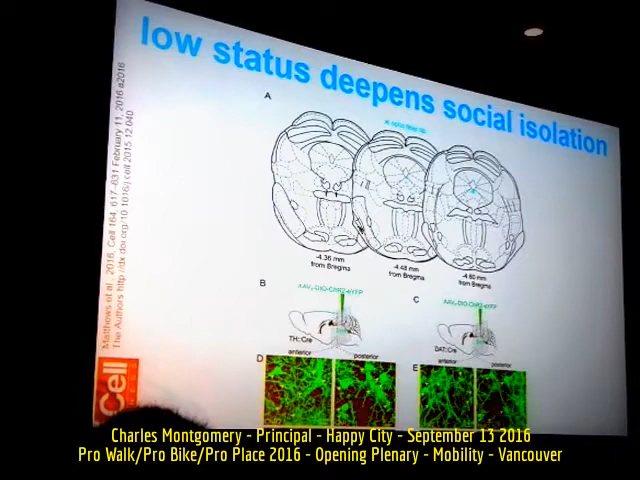 low status deepens social isolation
Matthews et al., 2016, Cell 164, 617–631 February 11, 2016 a2016
The Authors http://dx.doi.org/10.1016/j.cell.2015.12.040
A
-4.36 mm
from Bregma
-4.48 mm
from Bregma
-4.60 mm
from Bregma
B
AAV5-DIO-ChR2-eYFP
TH::Cre
C
AAV5-DIO-ChR2-eYFP
DAT::Cre
D
anterior
posterior
E
anterior
posterior
Cell
Charles Montgomery - Principal - Happy City - September 13 2016
Pro Walk/Pro Bike/Pro Place 2016 - Opening Plenary - Mobility - Vancouver